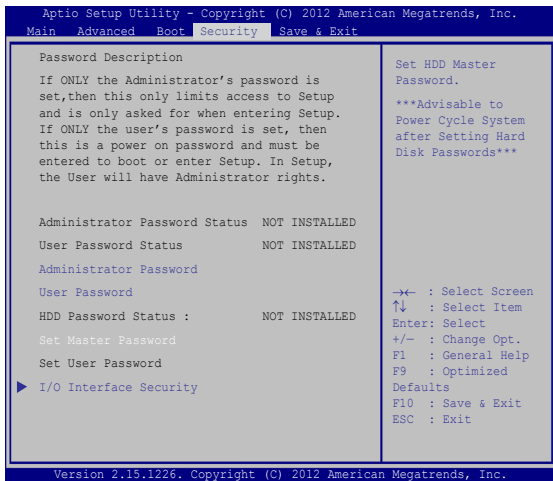 Aptio Setup Utility - Copyright (C) 2012 American Megatrends, Inc.
Main Advanced Boot Security Save & Exit
Password Description
If ONLY the Administrator's password is
set,then this only limits access to Setup
and is only asked for when entering Setup.
If ONLY the user's password is set, then
this is a power on password and must be
entered to boot or enter Setup. In Setup,
the User will have Administrator rights.
Administrator Password Status NOT INSTALLED
User Password Status NOT INSTALLED
Administrator Password
User Password
HDD Password Status : NOT INSTALLED
Set Master Password
Set User Password
I/O Interface Security
Set HDD Master
Password.
***Advisable to
Power Cycle System
after Setting Hard
Disk Passwords***
→← : Select Screen
↑↓ : Select Item
Enter: Select
+/— : Change Opt.
F1 : General Help
F9 : Optimized
Defaults
F10 : Save & Exit
ESC : Exit
Version 2.15.1226. Copyright (C) 2012 American Megatrends, Inc.